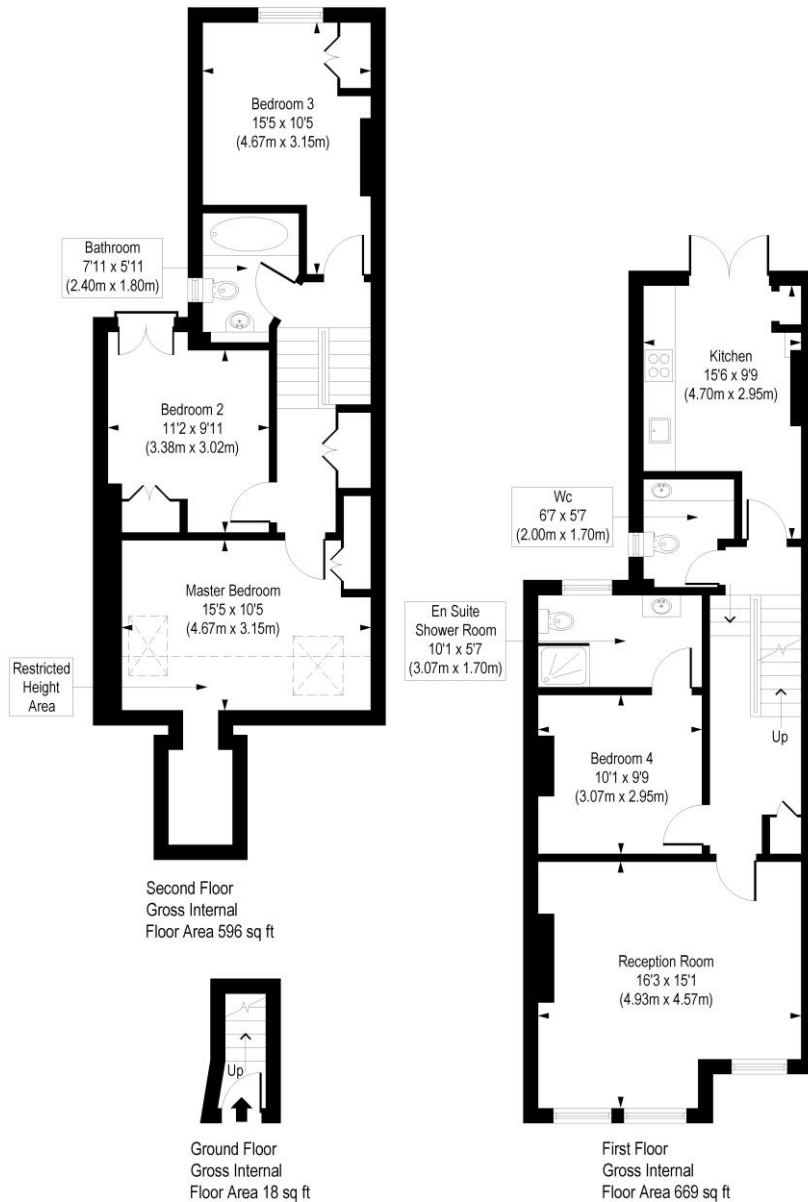 Bedroom 3
15'5 x 10'5
(4.67m x 3.15m)
Bathroom
7'11 x 5'11
(2.40m x 1.80m)
Bedroom 2
11'2 x 9'11
(3.38m x 3.02m)
Master Bedroom
15'5 x 10'5
(4.67m x 3.15m)
Restricted
Height
Area
Second Floor
Gross Internal
Floor Area 596 sq ft
Up
Ground Floor
Gross Internal
Floor Area 18 sq ft
Kitchen
15'6 x 9'9
(4.70m x 2.95m)
Wc
6'7 x 5'7
(2.00m x 1.70m)
En Suite
Shower Room
10'1 x 5'7
(3.07m x 1.70m)
Up
Bedroom 4
10'1 x 9'9
(3.07m x 2.95m)
Reception Room
16'3 x 15'1
(4.93m x 4.57m)
First Floor
Gross Internal
Floor Area 669 sq ft